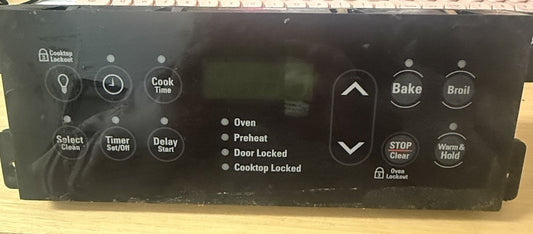 Cooktop
Lockout
Cook
Time
Bake
Broil
Select
Clean
Timer
Set/Off
Delay
Start
Oven
Preheat
Door Locked
Cooktop Locked
STOP
Clear
Warm &
Hold
Oven
Lockout